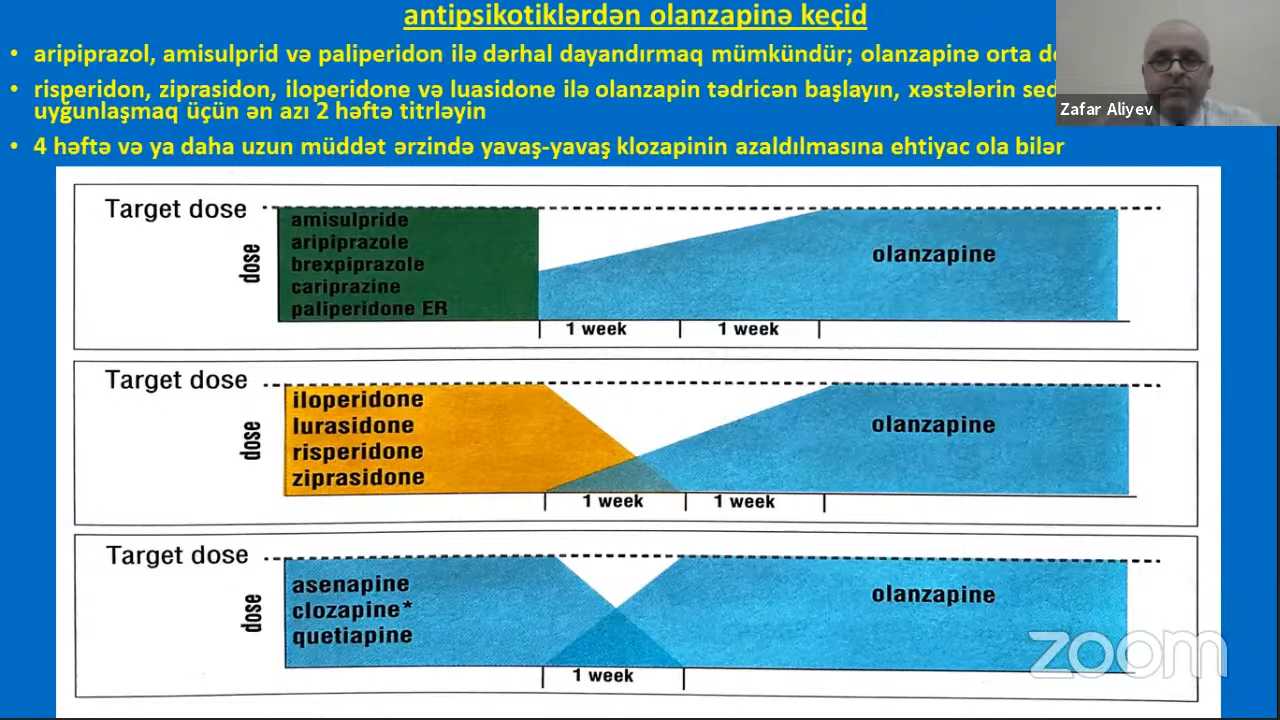 antipsikotiklərdən olanzapinə keçid
• aripiprazol, amisulprid və paliperidon ilə dərhal dayandırmaq mümkündür; olanzapinə orta
• risperidon, ziprasidon, iloperidone və luasidone ilə olanzapin tədricən başlayın, xəstələrin
uyğunlaşmaq üçün ən azı 2 həftə titrləyin
• 4 həftə və ya daha uzun müddət ərzində yavaş-yavaş klozapinin azaldılmasına ehtiyac ola bilər
Zafar Aliyev
Target dose
dose
amisulpride
aripiprazole
brexpiprazole
cariprazine
paliperidone ER
olanzapine
1 week
1 week
Target dose
dose
iloperidone
lurasidone
risperidone
ziprasidone
olanzapine
1 week
1 week
Target dose
dose
asenapine
clozapine*
quetiapine
olanzapine
1 week
zoom